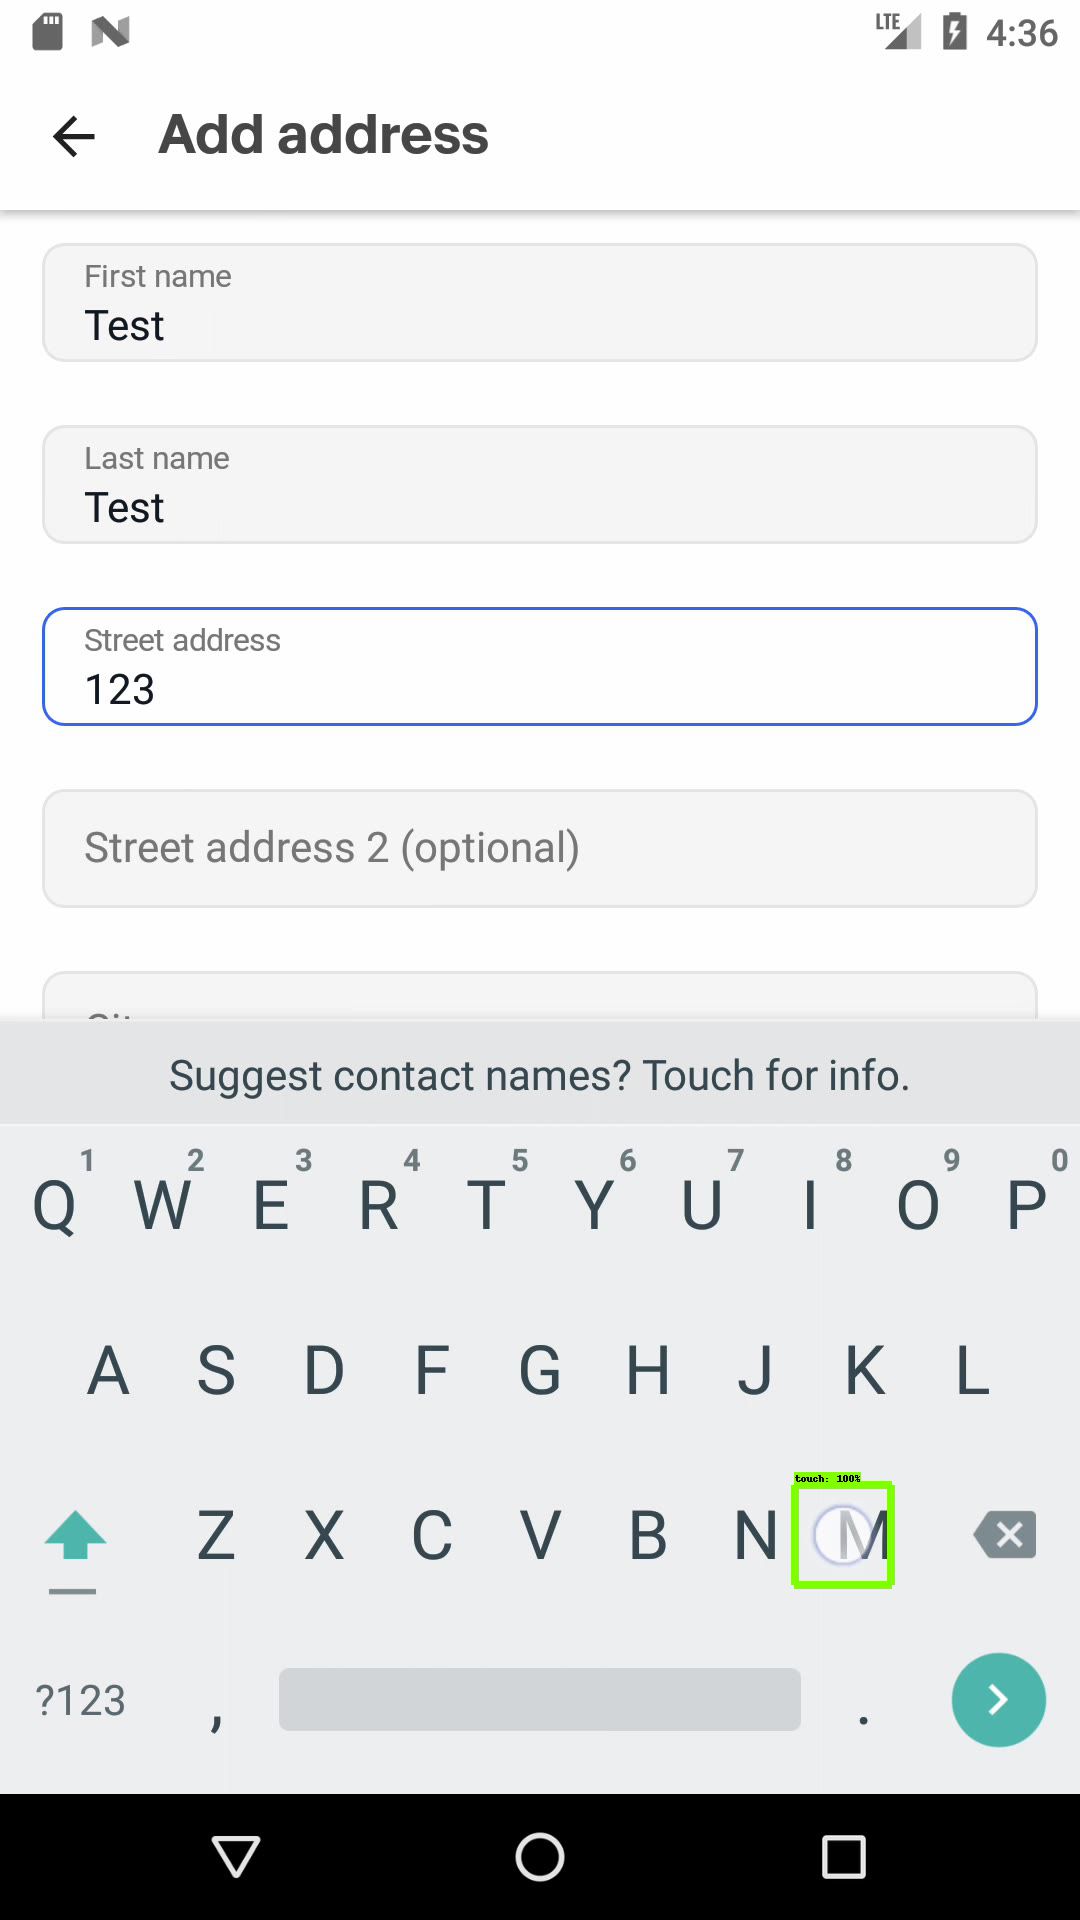 LTE 4:36
Add address
First name
Test
Last name
Test
Street address
123
Street address 2 (optional)
Suggest contact names? Touch for info.
1 2 3 4 5 6 7 8 9 0
Q W E R T Y U I O P
A S D F G H J K L
touch: 100%
Z X C V B N M
?123 , .